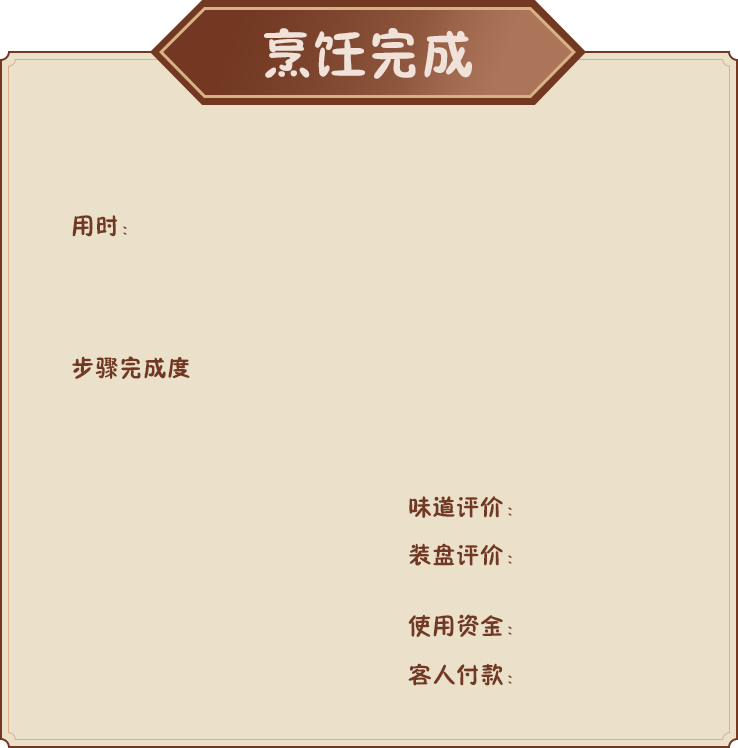 烹饪完成
用时：
步骤完成度
味道评价：
装盘评价：
使用资金：
客人付款：